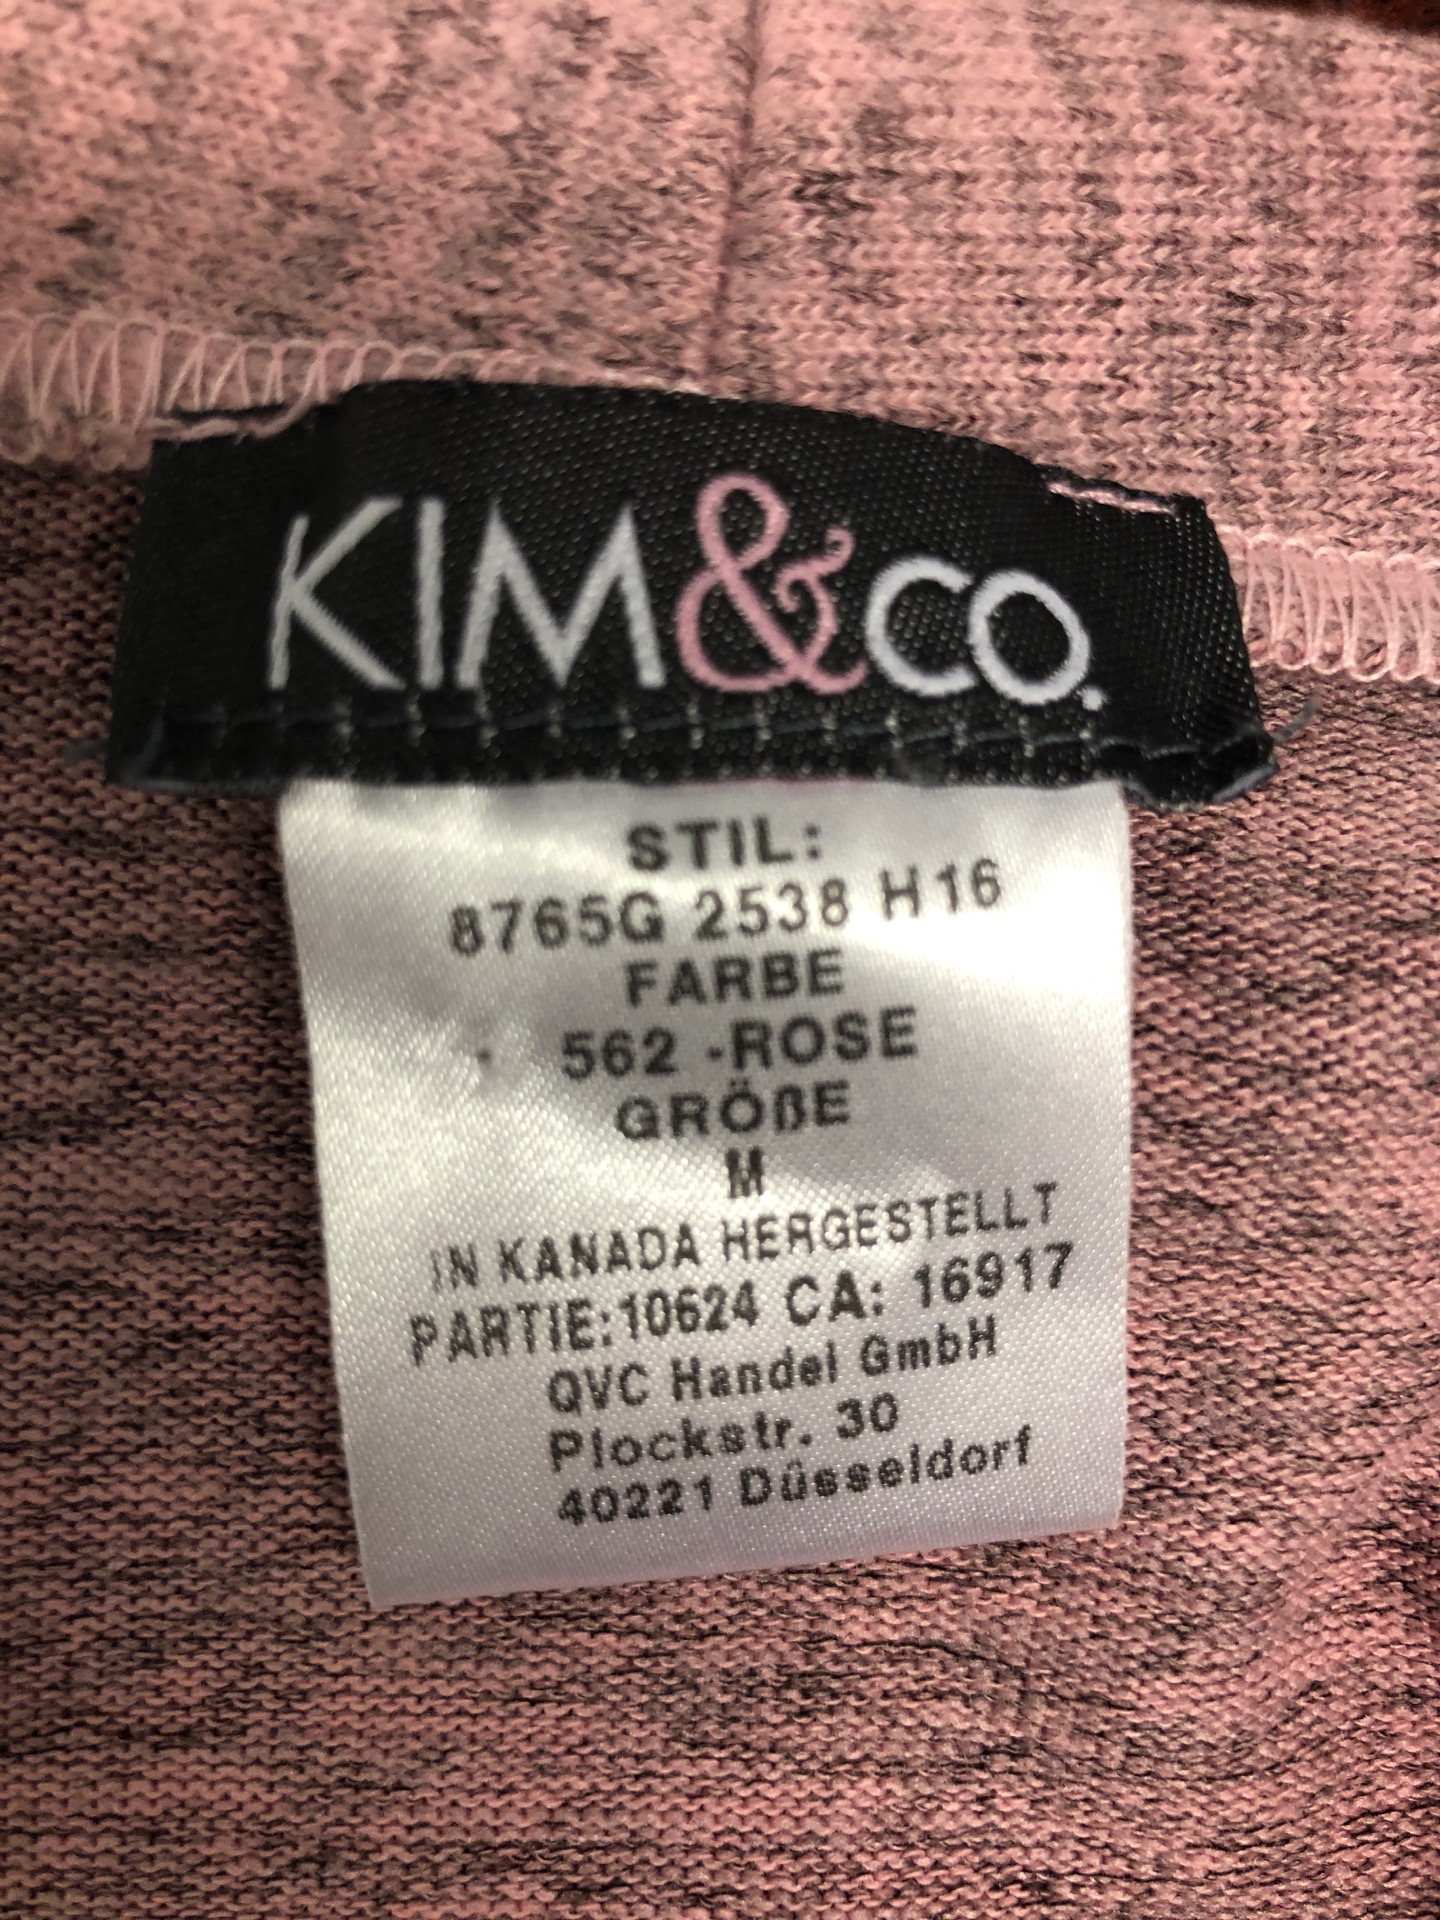 KIM&CO.
STIL:
8765G 2538 H16
FARBE
562 -ROSE
GRÖßE
M
IN KANADA HERGESTELLT
PARTIE:10624 CA: 16917
QVC Handel GmbH
Plockstr. 30
40221 Düsseldorf